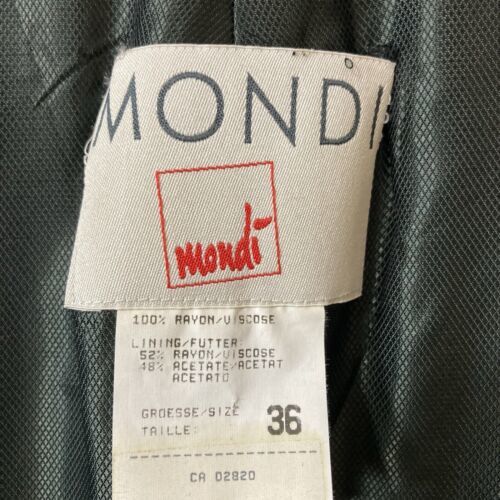 MONDI
mondi
100% RAYON/VISCOSE
LINING/FUTTER:
52% RAYON/VISCOSE
48% ACETATE/ACETAT
ACETATO
GROESSE/SIZE
TAILLE: 36
CA 02820